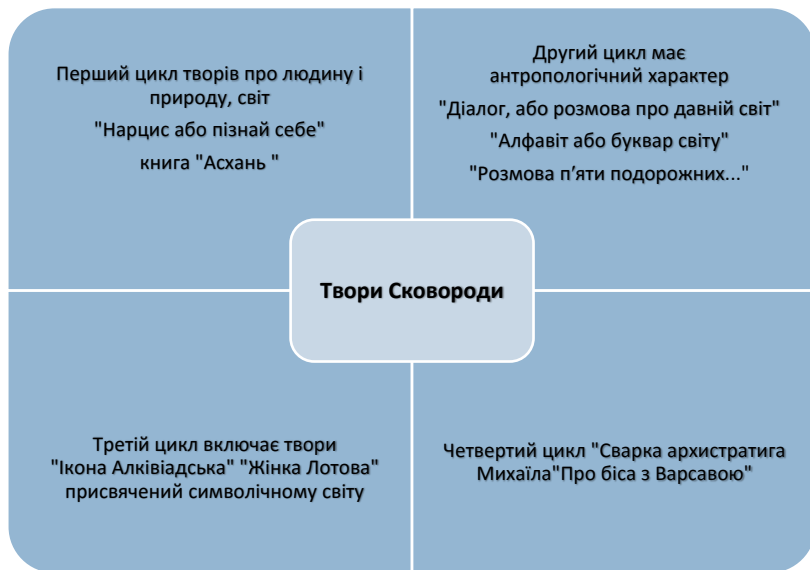 Перший цикл творів про людину і
природу, світ
"Нарцис або пізнай себе"
книга "Асхань "
Другий цикл має
антропологічний характер
"Діалог, або розмова про давній світ"
"Алфавіт або буквар світу"
"Розмова п'яти подорожних..."
Твори Сковороди
Третій цикл включає твори
"Ікона Алківіадська" "Жінка Лотова"
присвячений символічному світу
Четвертий цикл "Сварка архистратига
Михаїла"Про біса з Варсавою"